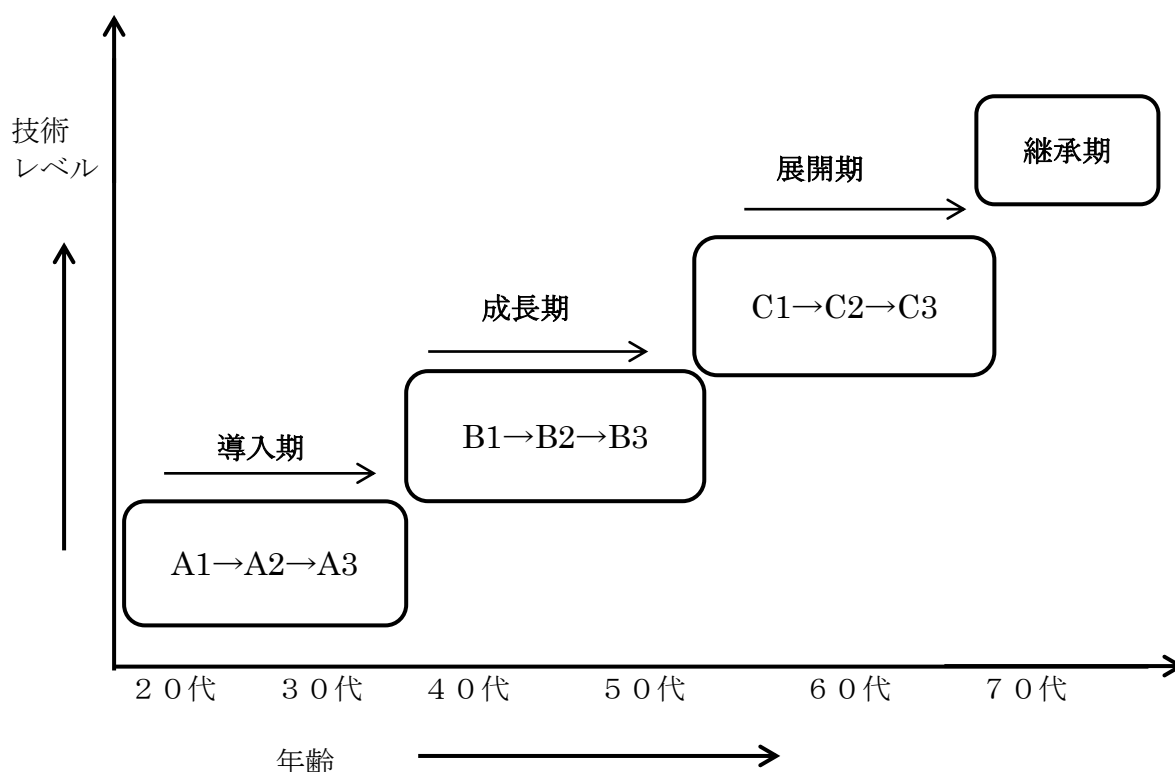 技術
レベル
継承期
展開期
C1→C2→C3
成長期
B1→B2→B3
導入期
A1→A2→A3
20代 30代 40代 50代 60代 70代
年齢